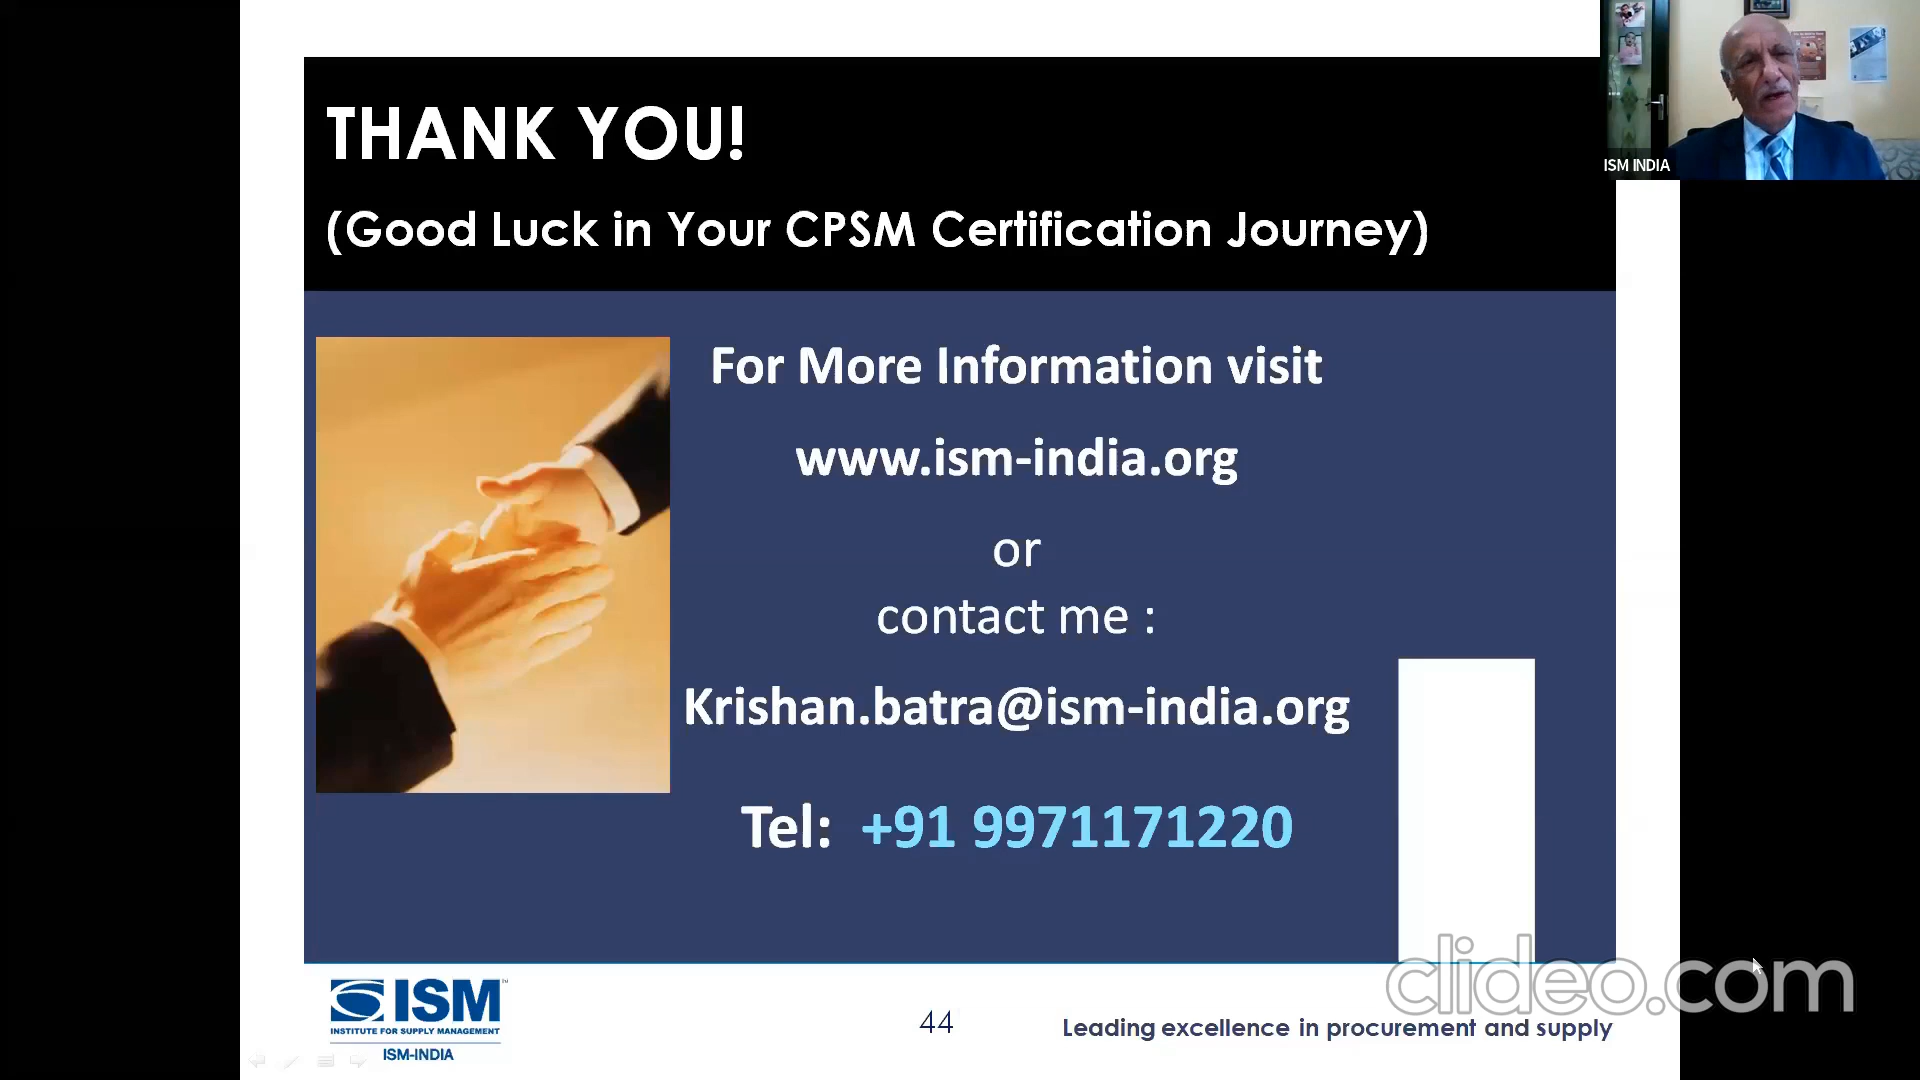 THANK YOU!
(Good Luck in Your CPSM Certification Journey)
ISM INDIA
For More Information visit
www.ism-india.org
or
contact me :
Krishan.batra@ism-india.org
Tel: +91 9971171220
ISM
INSTITUTE FOR SUPPLY MANAGEMENT
ISM-INDIA
44
Leading excellence in procurement and supply
clideo.com